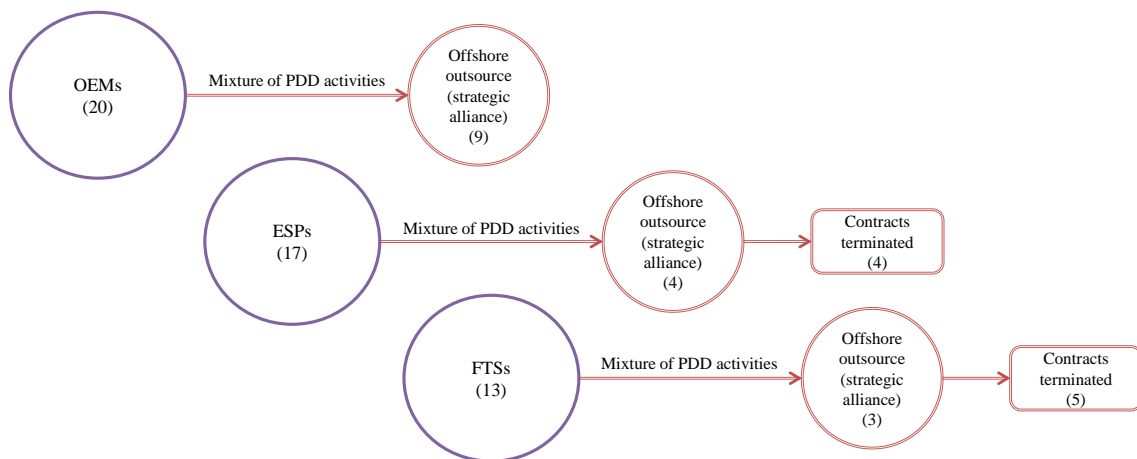 OEMs
(20)
Mixture of PDD activities
Offshore
outsource
(strategic
alliance)
(9)
ESPs
(17)
Mixture of PDD activities
Offshore
outsource
(strategic
alliance)
(4)
Contracts
terminated
(4)
FTSs
(13)
Mixture of PDD activities
Offshore
outsource
(strategic
alliance)
(3)
Contracts
terminated
(5)